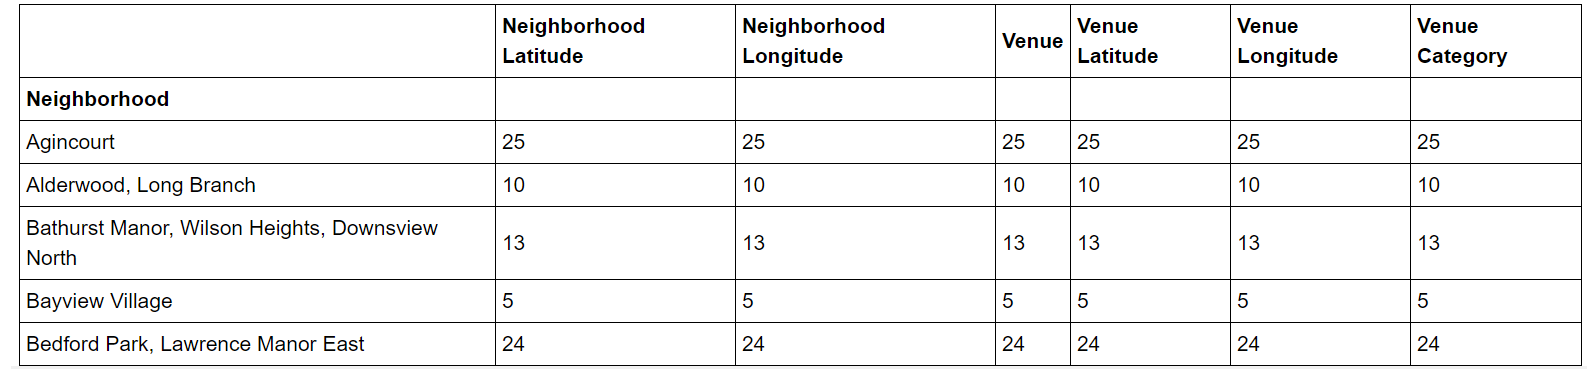 Neighborhood Latitude Neighborhood Longitude Venue Venue Latitude Venue Longitude Venue Category
Neighborhood
Agincourt 25 25 25 25 25 25
Alderwood, Long Branch 10 10 10 10 10 10
Bathurst Manor, Wilson Heights, Downsview North 13 13 13 13 13 13
Bayview Village 5 5 5 5 5 5
Bedford Park, Lawrence Manor East 24 24 24 24 24 24